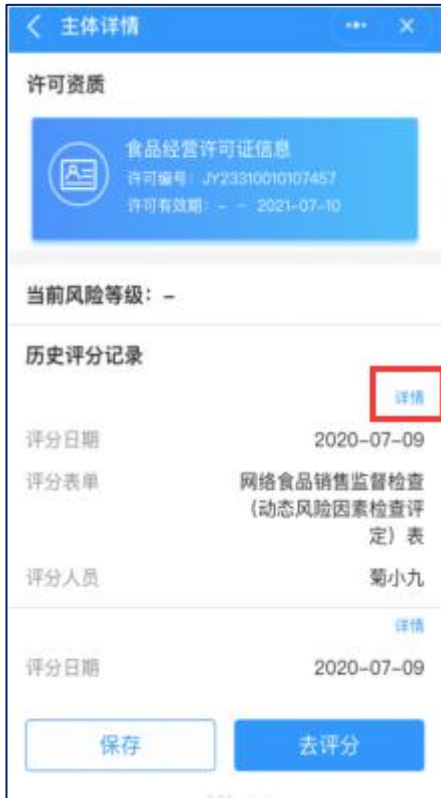 主体详情
许可资质
食品经营许可证信息
许可编号：JY23310010107457
许可有效期：- - 2021-07-10
当前风险等级：-
历史评分记录
详情
评分日期 2020-07-09
评分表单 网络食品销售监督检查
（动态风险因素检查评
定）表
评分人员 菊小九
详情
评分日期 2020-07-09
保存 去评分